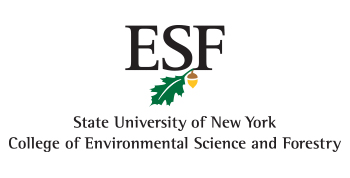 ESF
State University of New York
College of Environmental Science and Forestry